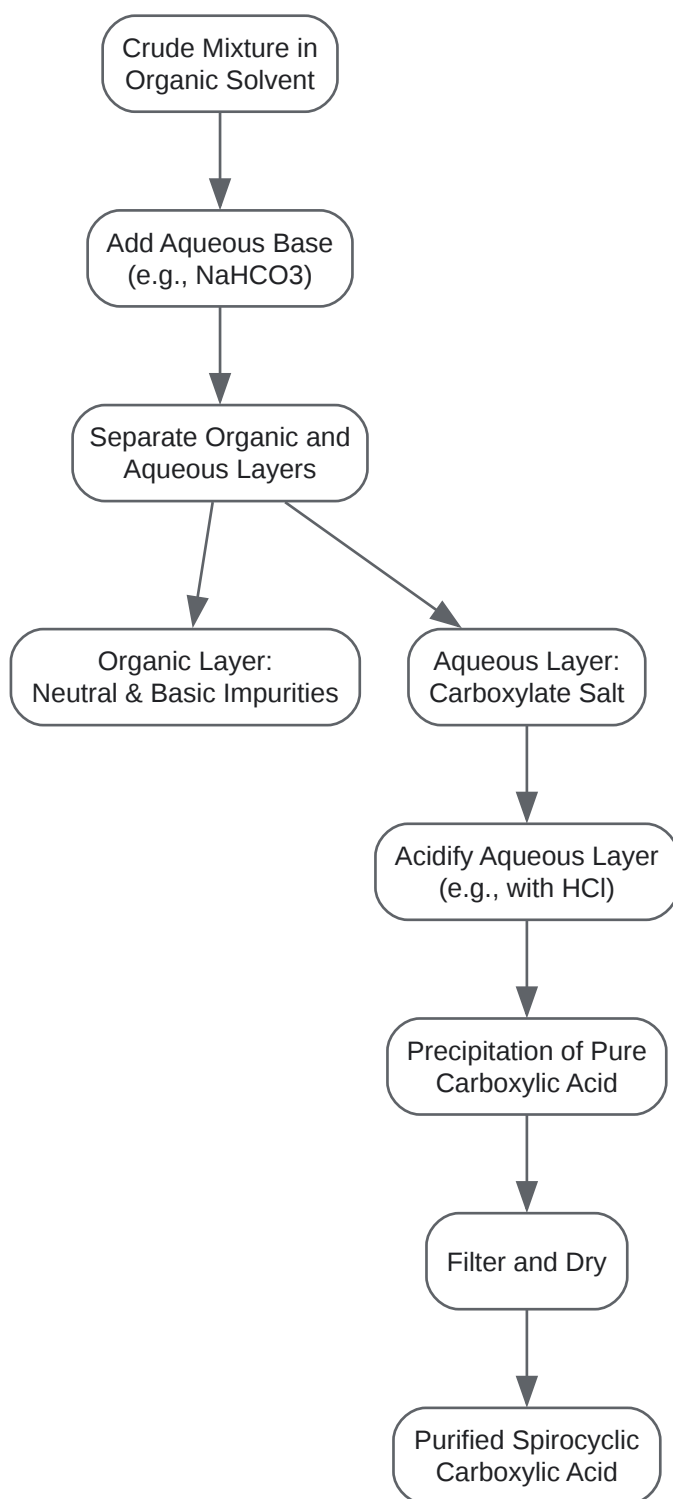 Crude Mixture in
Organic Solvent
Add Aqueous Base
(e.g., NaHCO3)
Separate Organic and
Aqueous Layers
Organic Layer:
Neutral & Basic Impurities
Aqueous Layer:
Carboxylate Salt
Acidify Aqueous Layer
(e.g., with HCl)
Precipitation of Pure
Carboxylic Acid
Filter and Dry
Purified Spirocyclic
Carboxylic Acid